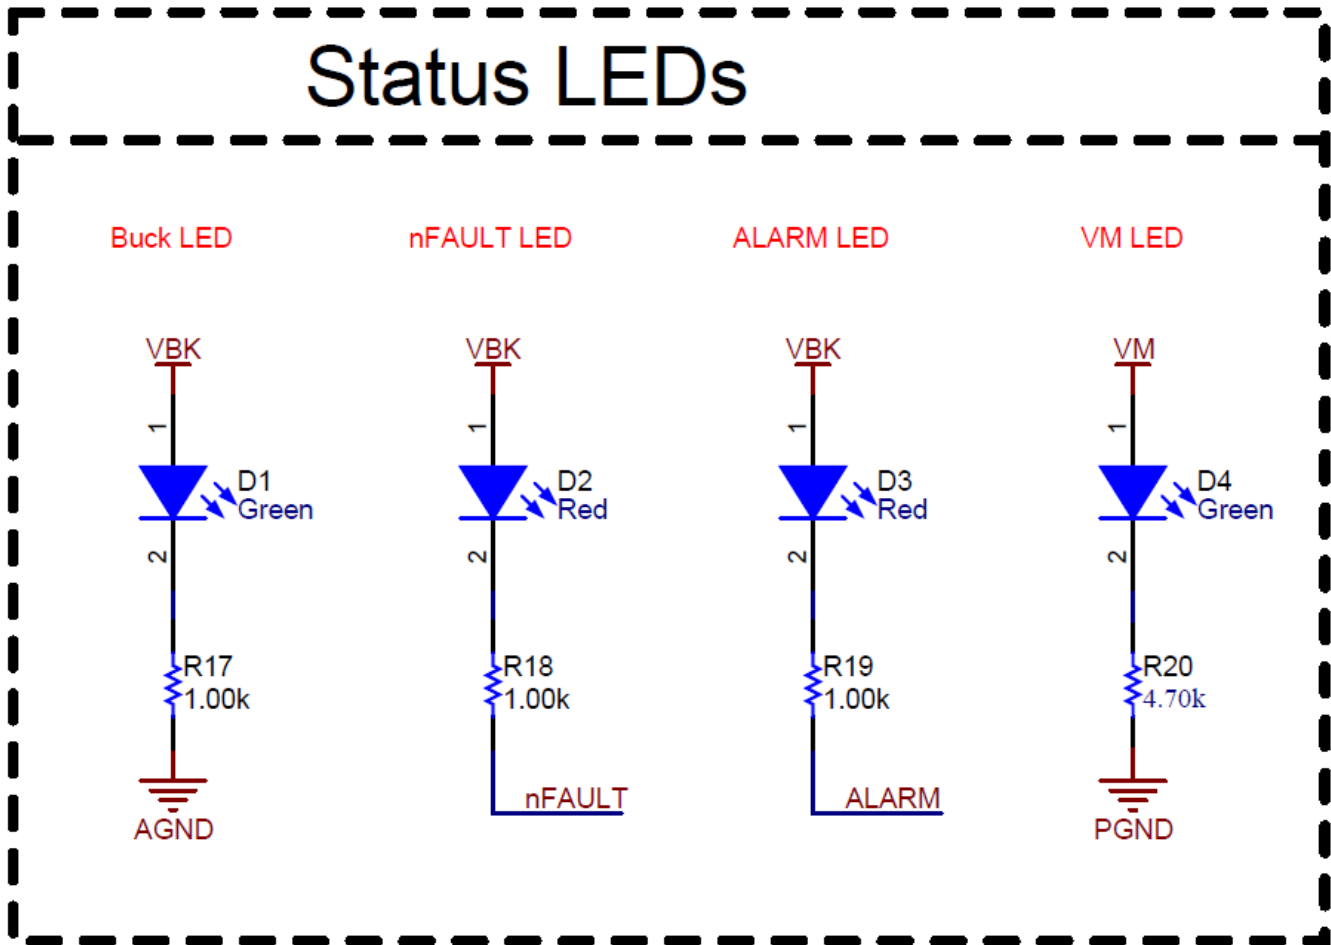 Status LEDs
Buck LED
nFAULT LED
ALARM LED
VM LED
VBK
VBK
VBK
VM
1
1
1
1
D1
Green
D2
Red
D3
Red
D4
Green
2
2
2
2
R17
1.00k
R18
1.00k
R19
1.00k
R20
4.70k
nFAULT
ALARM
AGND
PGND